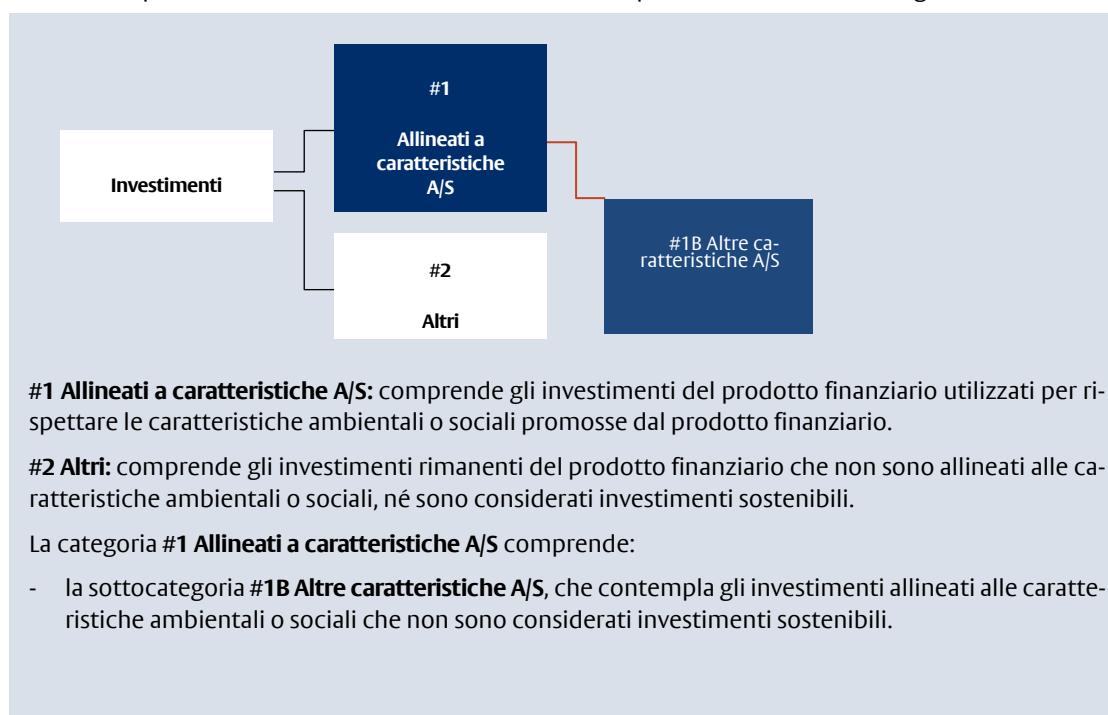 #1
Allineati a
caratteristiche
A/S
Investimenti
#1B Altre ca-
ratteristiche A/S
#2
Altri
#1 Allineati a caratteristiche A/S: comprende gli investimenti del prodotto finanziario utilizzati per ri-
spettare le caratteristiche ambientali o sociali promosse dal prodotto finanziario.
#2 Altri: comprende gli investimenti rimanenti del prodotto finanziario che non sono allineati alle ca-
ratteristiche ambientali o sociali, né sono considerati investimenti sostenibili.
La categoria #1 Allineati a caratteristiche A/S comprende:
- la sottocategoria #1B Altre caratteristiche A/S, che contempla gli investimenti allineati alle caratte-
ristiche ambientali o sociali che non sono considerati investimenti sostenibili.